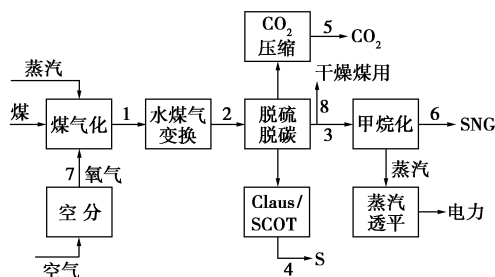 CO₂
压缩
5
CO₂
蒸汽
干燥煤用
煤
煤气化
1
水煤气
变换
2
脱硫
脱碳
8
3
甲烷化
6
SNG
7
氧气
蒸汽
空分
Claus/
SCOT
蒸汽
透平
电力
空气
4
S